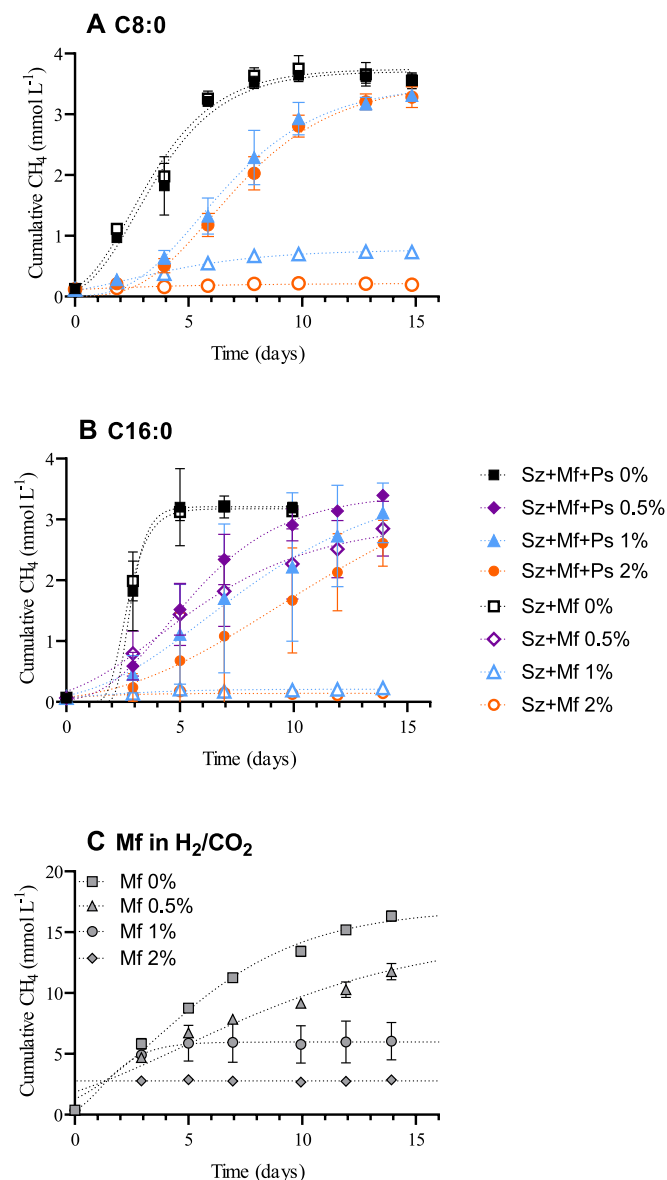 A C8:0
Cumulative CH₄ (mmol L⁻¹)
4
3
2
1
0
0 5 10 15
Time (days)
B C16:0
Cumulative CH₄ (mmol L⁻¹)
4
3
2
1
0
0 5 10 15
Time (days)
Sz+Mf+Ps 0%
Sz+Mf+Ps 0.5%
Sz+Mf+Ps 1%
Sz+Mf+Ps 2%
Sz+Mf 0%
Sz+Mf 0.5%
Sz+Mf 1%
Sz+Mf 2%
C Mf in H₂/CO₂
Cumulative CH₄ (mmol L⁻¹)
20
15
10
5
0
Mf 0%
Mf 0.5%
Mf 1%
Mf 2%
0 5 10 15
Time (days)